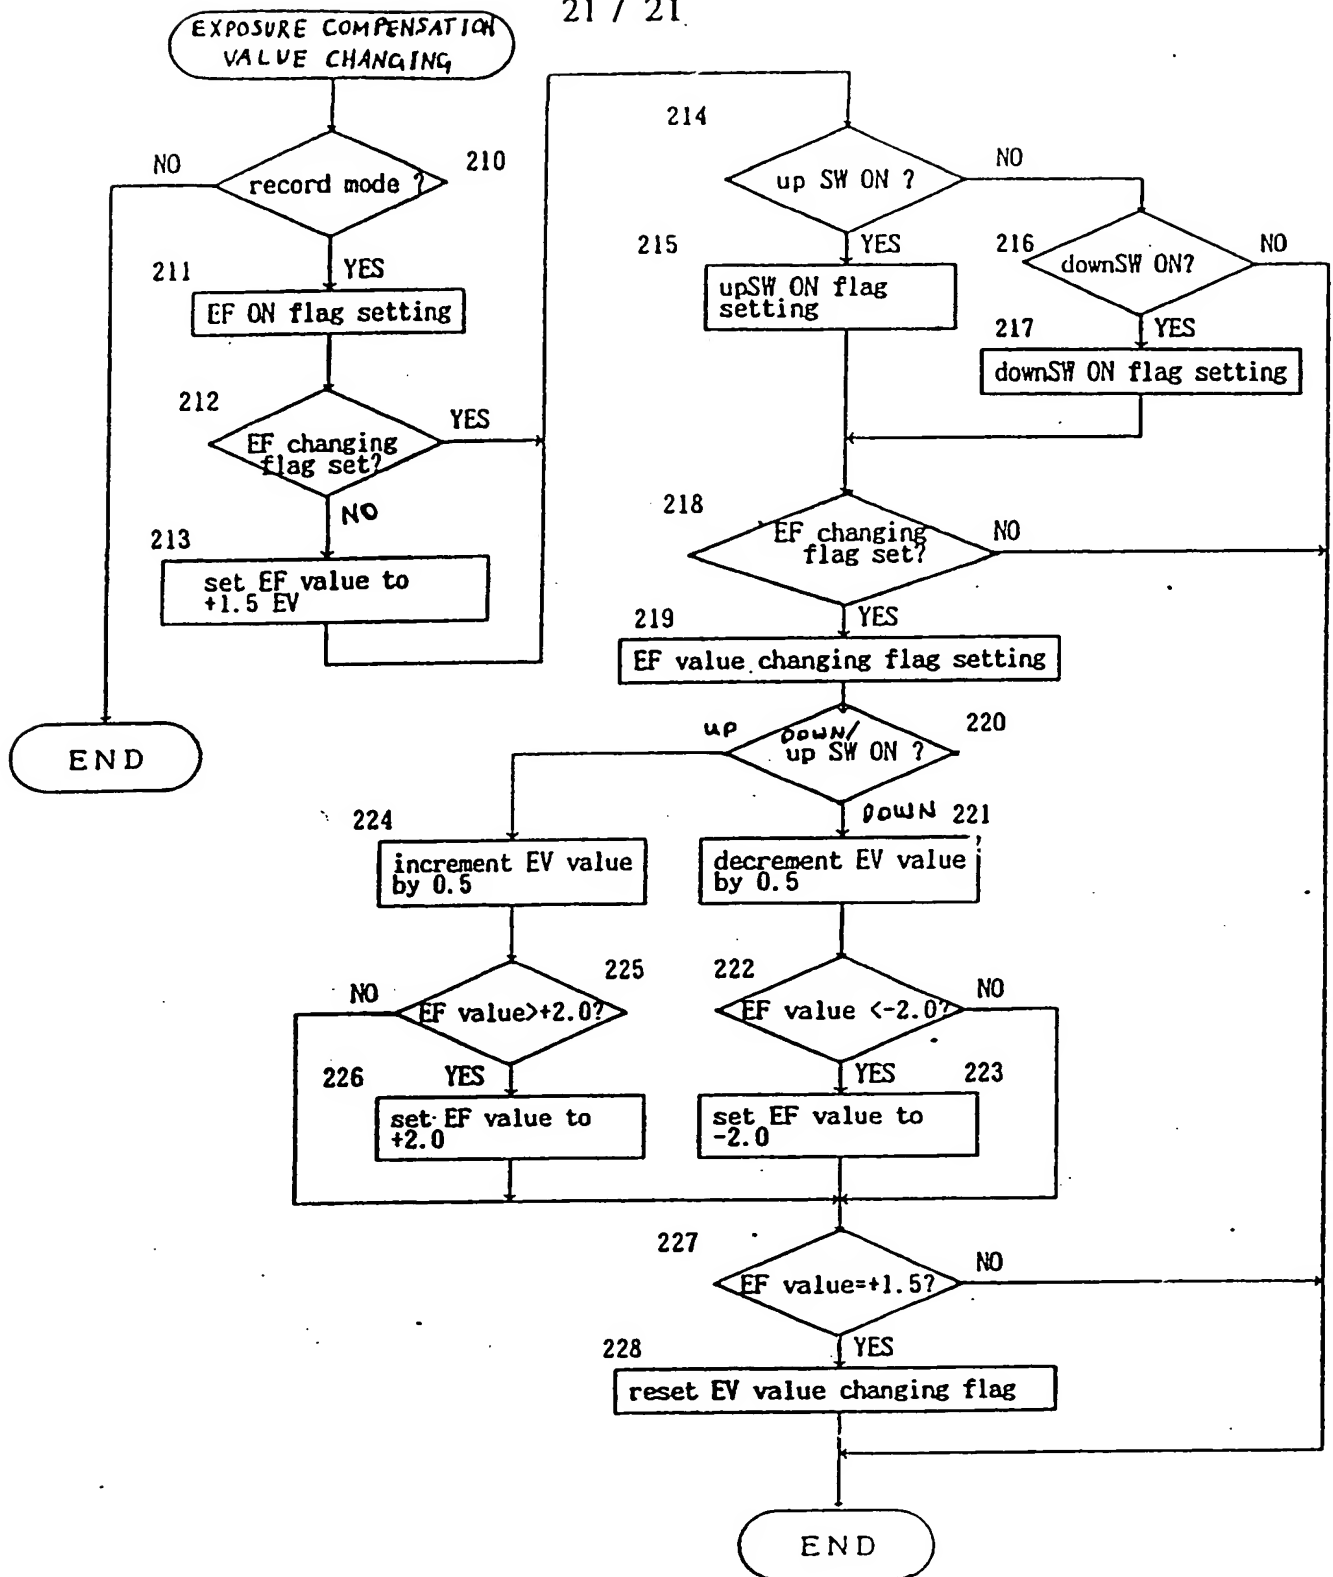 21 / 21
EXPOSURE COMPENSATION
VALUE CHANGING
NO
record mode ?
210
YES
211
EF ON flag setting
212
EF changing
flag set?
YES
NO
213
set EF value to
+1.5 EV
END
214
up SW ON ?
NO
215
YES
upSW ON flag
setting
216
downSW ON?
NO
217
YES
downSW ON flag setting
218
EF changing
flag set?
NO
219
YES
EF value changing flag setting
up
DOWN/
up SW ON ?
220
DOWN
221
224
increment EV value
by 0.5
decrement EV value
by 0.5
NO
225
EF value>+2.0?
222
EF value <-2.0?
NO
226
YES
set EF value to
+2.0
YES
223
set EF value to
-2.0
227
EF value=+1.5?
NO
228
YES
reset EV value changing flag
END